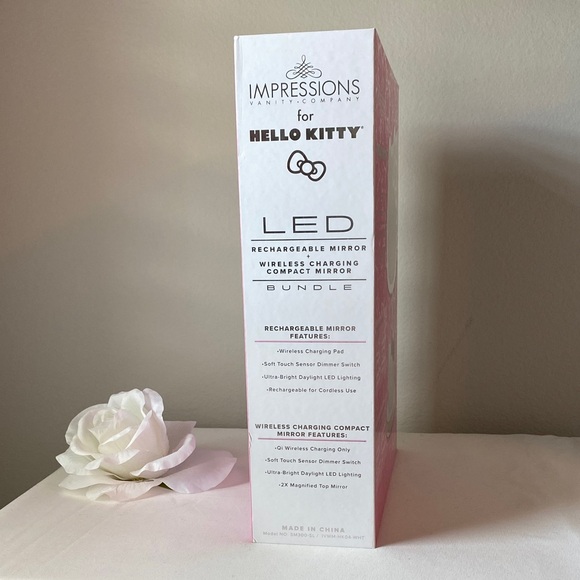 IMPRESSIONS
VANITY • COMPANY
for
HELLO KITTY®
LED
RECHARGEABLE MIRROR
+
WIRELESS CHARGING
COMPACT MIRROR
BUNDLE
RECHARGEABLE MIRROR
FEATURES:
•Wireless Charging Pad
•Soft Touch Sensor Dimmer Switch
•Ultra-Bright Daylight LED Lighting
•Rechargeable for Cordless Use
WIRELESS CHARGING COMPACT
MIRROR FEATURES:
•Qi Wireless Charging Only
•Soft Touch Sensor Dimmer Switch
•Ultra-Bright Daylight LED Lighting
•2X Magnified Top Mirror
MADE IN CHINA